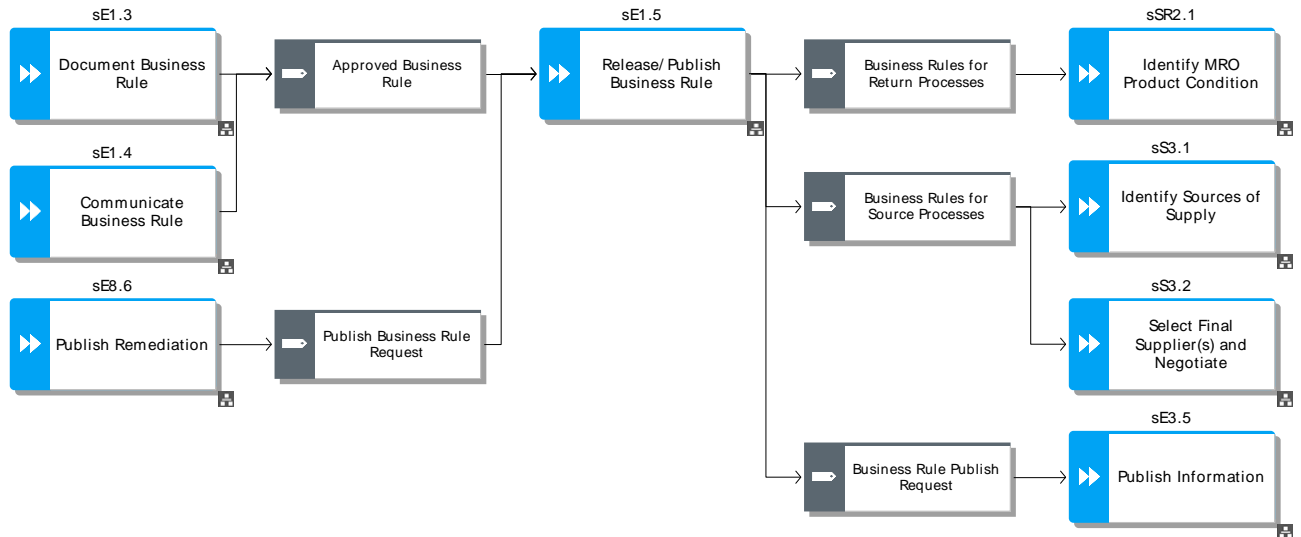 sE1.3
Document Business
Rule
Approved Business
Rule
sE1.5
Release/ Publish
Business Rule
Business Rules for
Return Processes
sSR2.1
Identify MRO
Product Condition
sE1.4
Communicate
Business Rule
Business Rules for
Source Processes
sS3.1
Identify Sources of
Supply
sE8.6
Publish Remediation
Publish Business Rule
Request
sS3.2
Select Final
Supplier(s) and
Negotiate
Business Rule Publish
Request
sE3.5
Publish Information